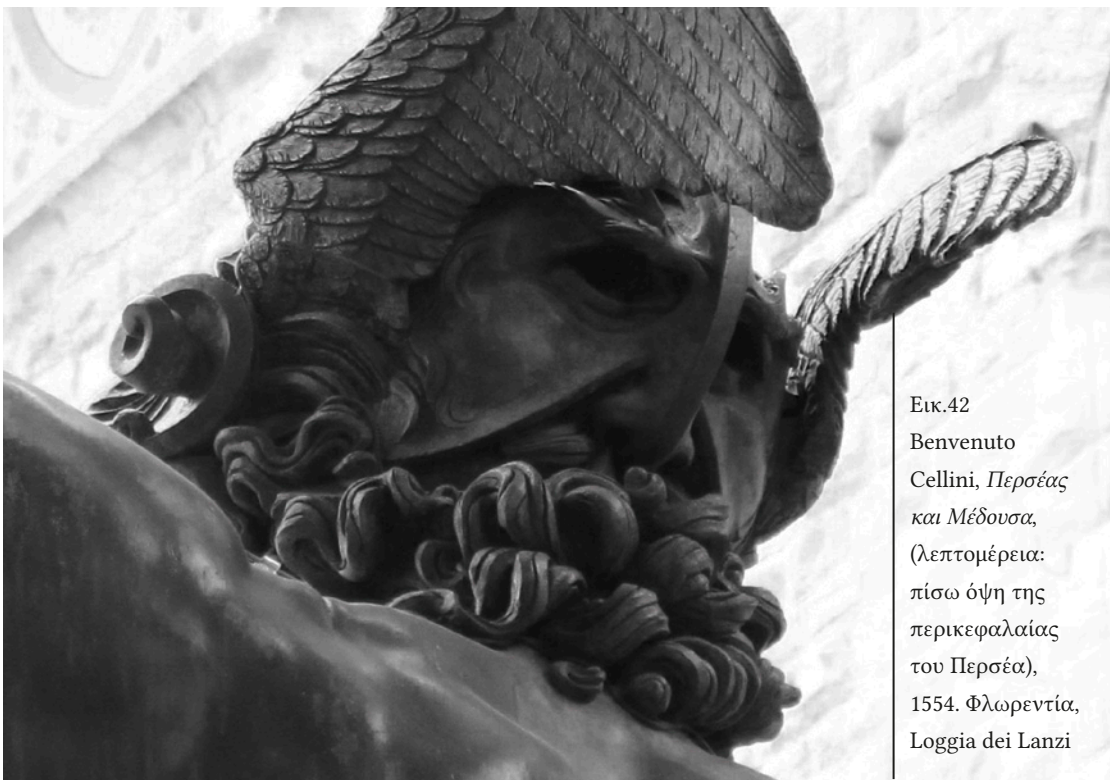 Εικ.42
Benvenuto
Cellini, Περσέας
και Μέδουσα,
(λεπτομέρεια:
πίσω όψη της
περικεφαλαίας
του Περσέα),
1554. Φλωρεντία,
Loggia dei Lanzi